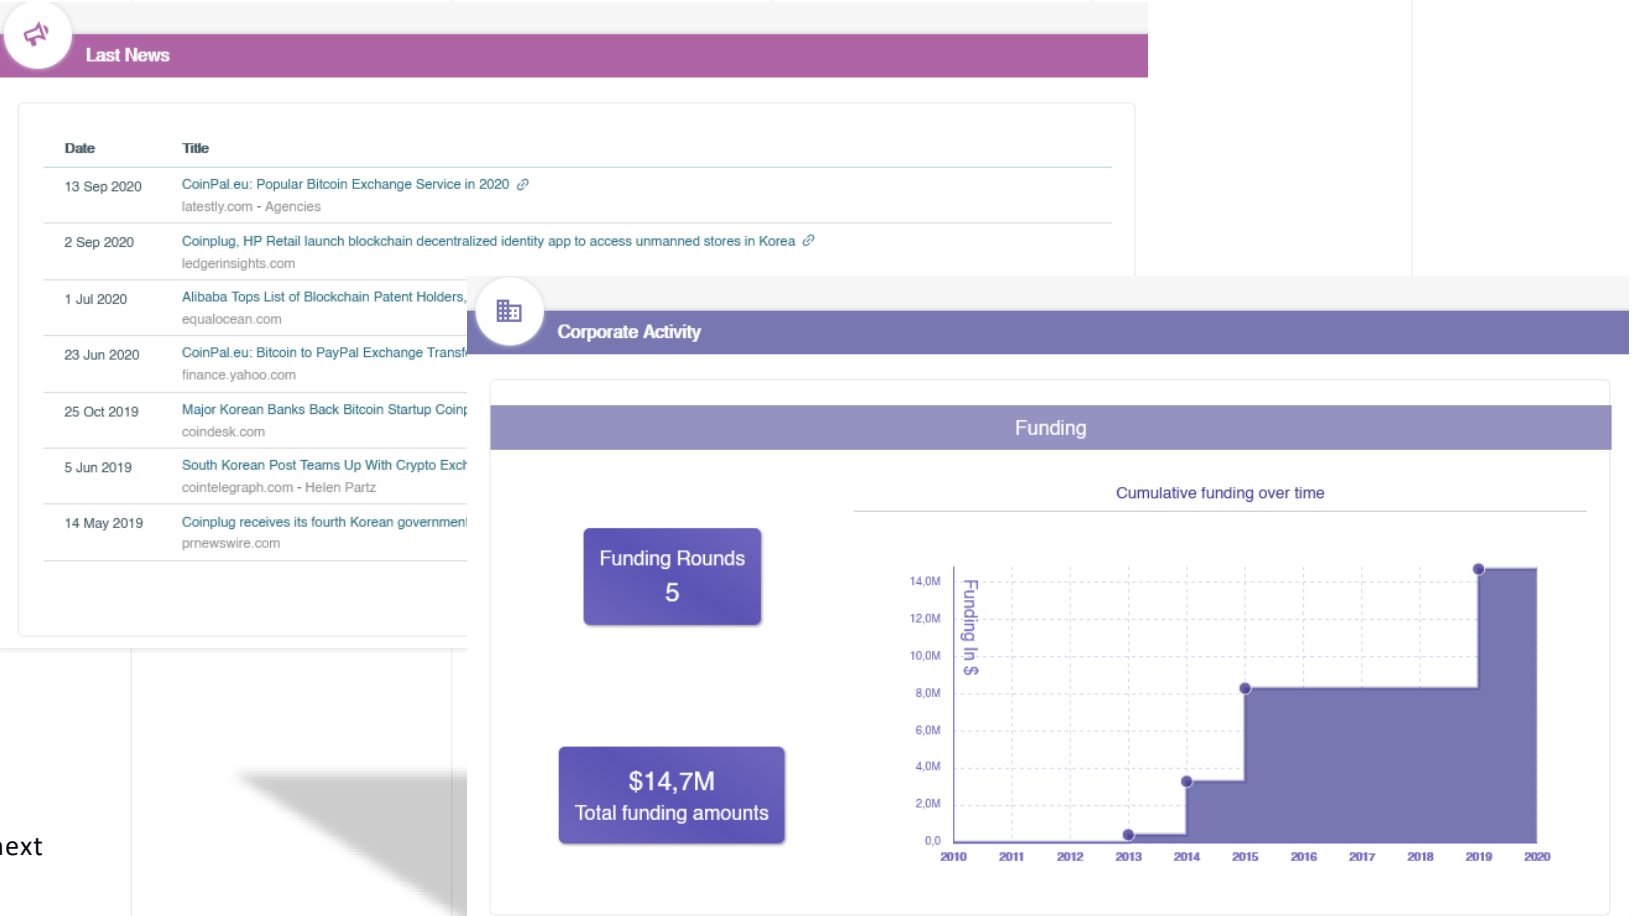 Last News
Date Title
13 Sep 2020 CoinPal.eu: Popular Bitcoin Exchange Service in 2020
latestly.com - Agencies
2 Sep 2020 Coinplug, HP Retail launch blockchain decentralized identity app to access unmanned stores in Korea
ledgerinsights.com
1 Jul 2020 Alibaba Tops List of Blockchain Patent Holders,
equalocean.com
23 Jun 2020 CoinPal.eu: Bitcoin to PayPal Exchange
finance.yahoo.com
25 Oct 2019 Major Korean Banks Back Bitcoin Startup
coindesk.com
5 Jun 2019 South Korean Post Teams Up With Crypto
cointelegraph.com - Helen Partz
14 May 2019 Coinplug receives its fourth Korean government
prnewswire.com
Corporate Activity
Funding
Funding Rounds
5
$14,7M
Total funding amounts
Cumulative funding over time
Funding In $
14,0M
12,0M
10,0M
8,0M
6,0M
4,0M
2,0M
0,0
2010 2011 2012 2013 2014 2015 2016 2017 2018 2019 2020